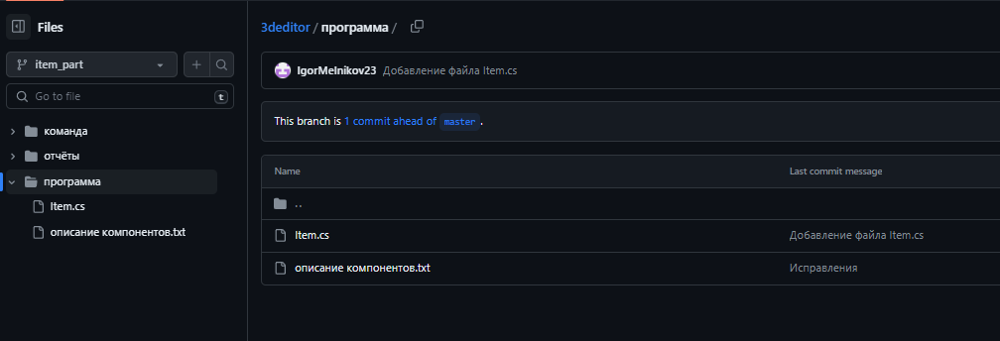 Files
item_part
Go to file
t
команда
отчёты
программа
Item.cs
описание компонентов.txt
3deditor / программа /
IgorMelnikov23 Добавление файла Item.cs
This branch is 1 commit ahead of master .
Name Last commit message
..
Item.cs Добавление файла Item.cs
описание компонентов.txt Исправления